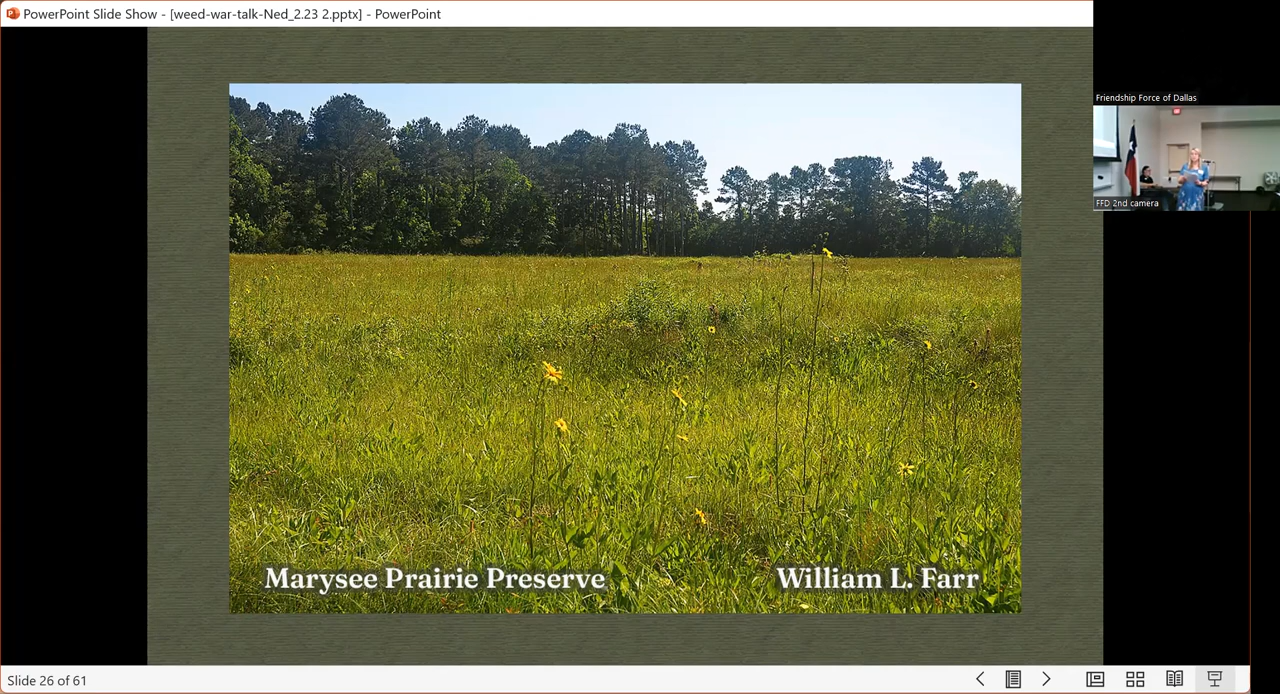 PowerPoint Slide Show - [weed-war-talk-Ned_2.23 2.pptx] - PowerPoint
Friendship Force of Dallas
FFD 2nd camera
Marysee Prairie Preserve
William L. Farr
Slide 26 of 61